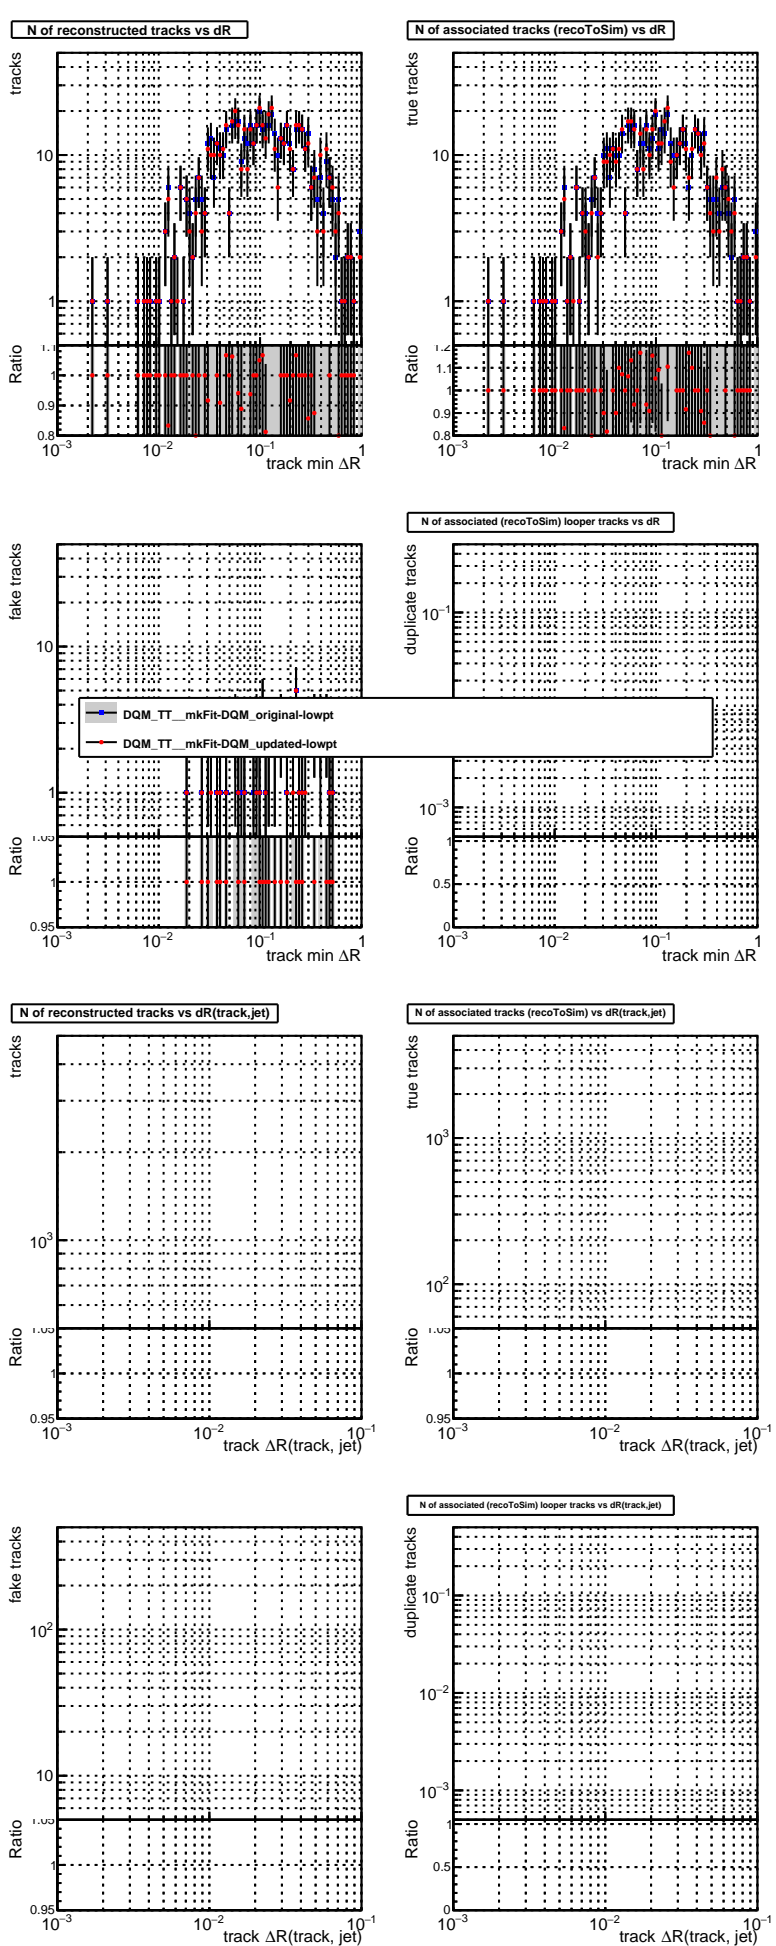 N of reconstructed tracks vs dR
tracks
10
1
Ratio
1.1
1
0.9
0.8
10−3
10−2
10−1
1
track min ΔR
N of associated tracks (recoToSim) vs dR
true tracks
10
1
Ratio
1.2
1.1
1
0.9
0.8
10−3
10−2
10−1
1
track min ΔR
fake tracks
10
1
Ratio
1.05
1
0.95
10−3
10−2
10−1
1
track min ΔR
N of associated (recoToSim) looper tracks vs dR
duplicate tracks
10−1
10−3
Ratio
1
0.5
0
10−3
10−2
10−1
1
track min ΔR
DQM_TT__mkFit-DQM_original-lowpt
DQM_TT__mkFit-DQM_updated-lowpt
N of reconstructed tracks vs dR(track,jet)
tracks
103
Ratio
1.05
1
0.95
10−3
10−2
10−1
track ΔR(track, jet)
N of associated tracks (recoToSim) vs dR(track,jet)
true tracks
103
102
Ratio
1.05
1
0.95
10−3
10−2
10−1
track ΔR(track, jet)
fake tracks
102
10
Ratio
1.05
1
0.95
10−3
10−2
10−1
track ΔR(track, jet)
N of associated (recoToSim) looper tracks vs dR(track,jet)
duplicate tracks
10−1
10−2
10−3
Ratio
1
0.5
0
10−3
10−2
10−1
track ΔR(track, jet)